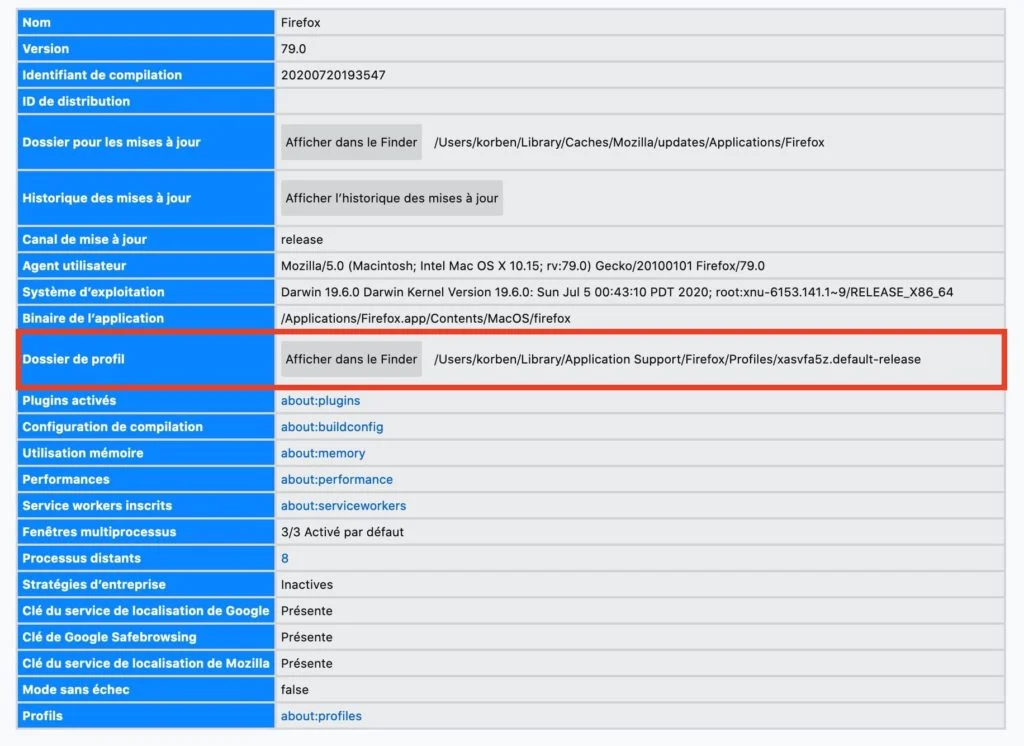 Nom Firefox
Version 79.0
Identifiant de compilation 20200720193547
ID de distribution
Dossier pour les mises à jour Afficher dans le Finder /Users/korben/Library/Caches/Mozilla/updates/Applications/Firefox
Historique des mises à jour Afficher l’historique des mises à jour
Canal de mise à jour release
Agent utilisateur Mozilla/5.0 (Macintosh; Intel Mac OS X 10.15; rv:79.0) Gecko/20100101 Firefox/79.0
Système d’exploitation Darwin 19.6.0 Darwin Kernel Version 19.6.0: Sun Jul 5 00:43:10 PDT 2020; root:xnu-6153.141.1~9/RELEASE_X86_64
Binaire de l’application /Applications/Firefox.app/Contents/MacOS/firefox
Dossier de profil Afficher dans le Finder /Users/korben/Library/Application Support/Firefox/Profiles/xasvfa5z.default-release
Plugins activés about:plugins
Configuration de compilation about:buildconfig
Utilisation mémoire about:memory
Performances about:performance
Service workers inscrits about:serviceworkers
Fenêtres multiprocessus 3/3 Activé par défaut
Processus distants 8
Stratégies d’entreprise Inactives
Clé du service de localisation de Google Présente
Clé de Google Safebrowsing Présente
Clé du service de localisation de Mozilla Présente
Mode sans échec false
Profils about:profiles